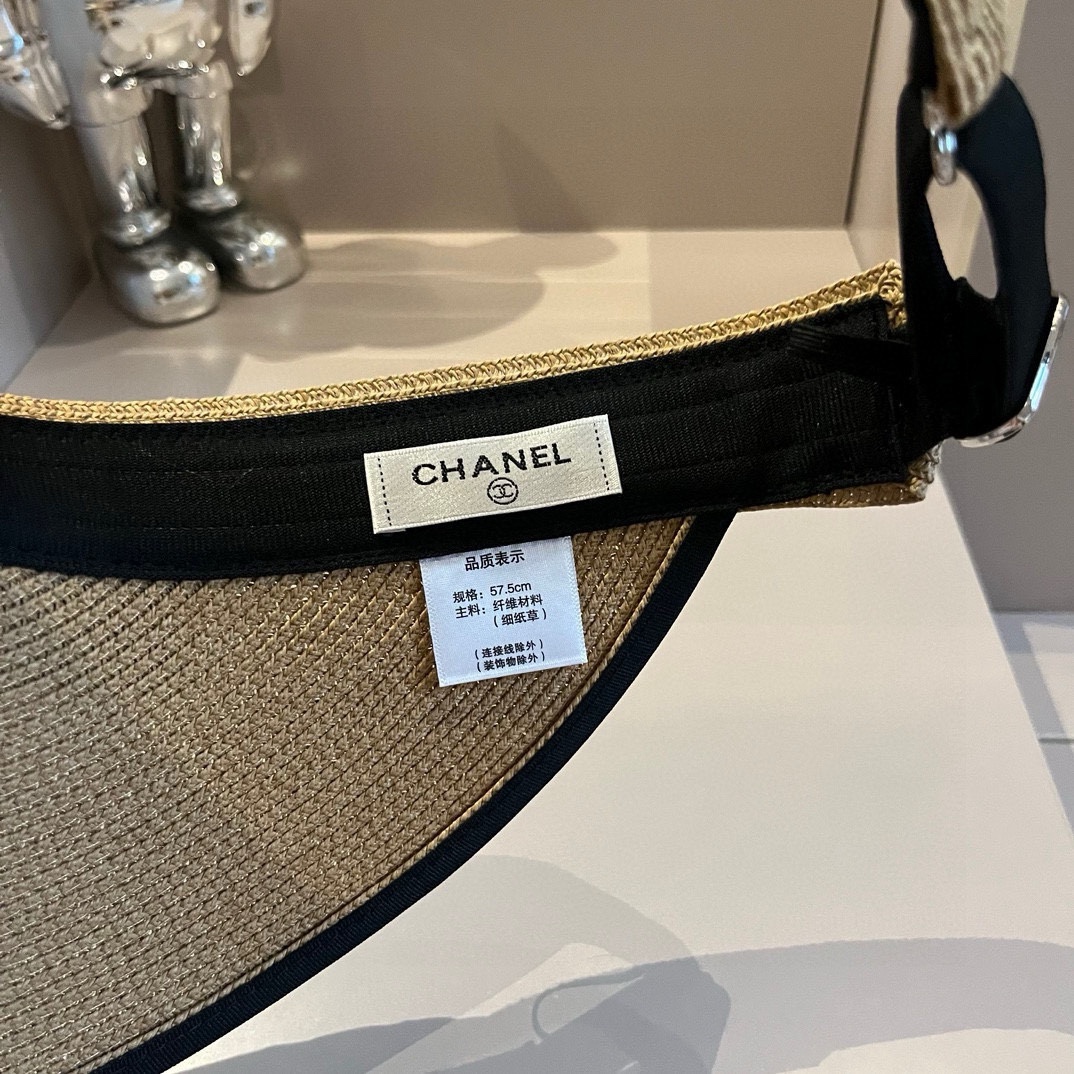 CHANEL
品质表示
规格：57.5cm
主料：纤维材料
（细纸草）
（连接线除外）
（装饰物除外）